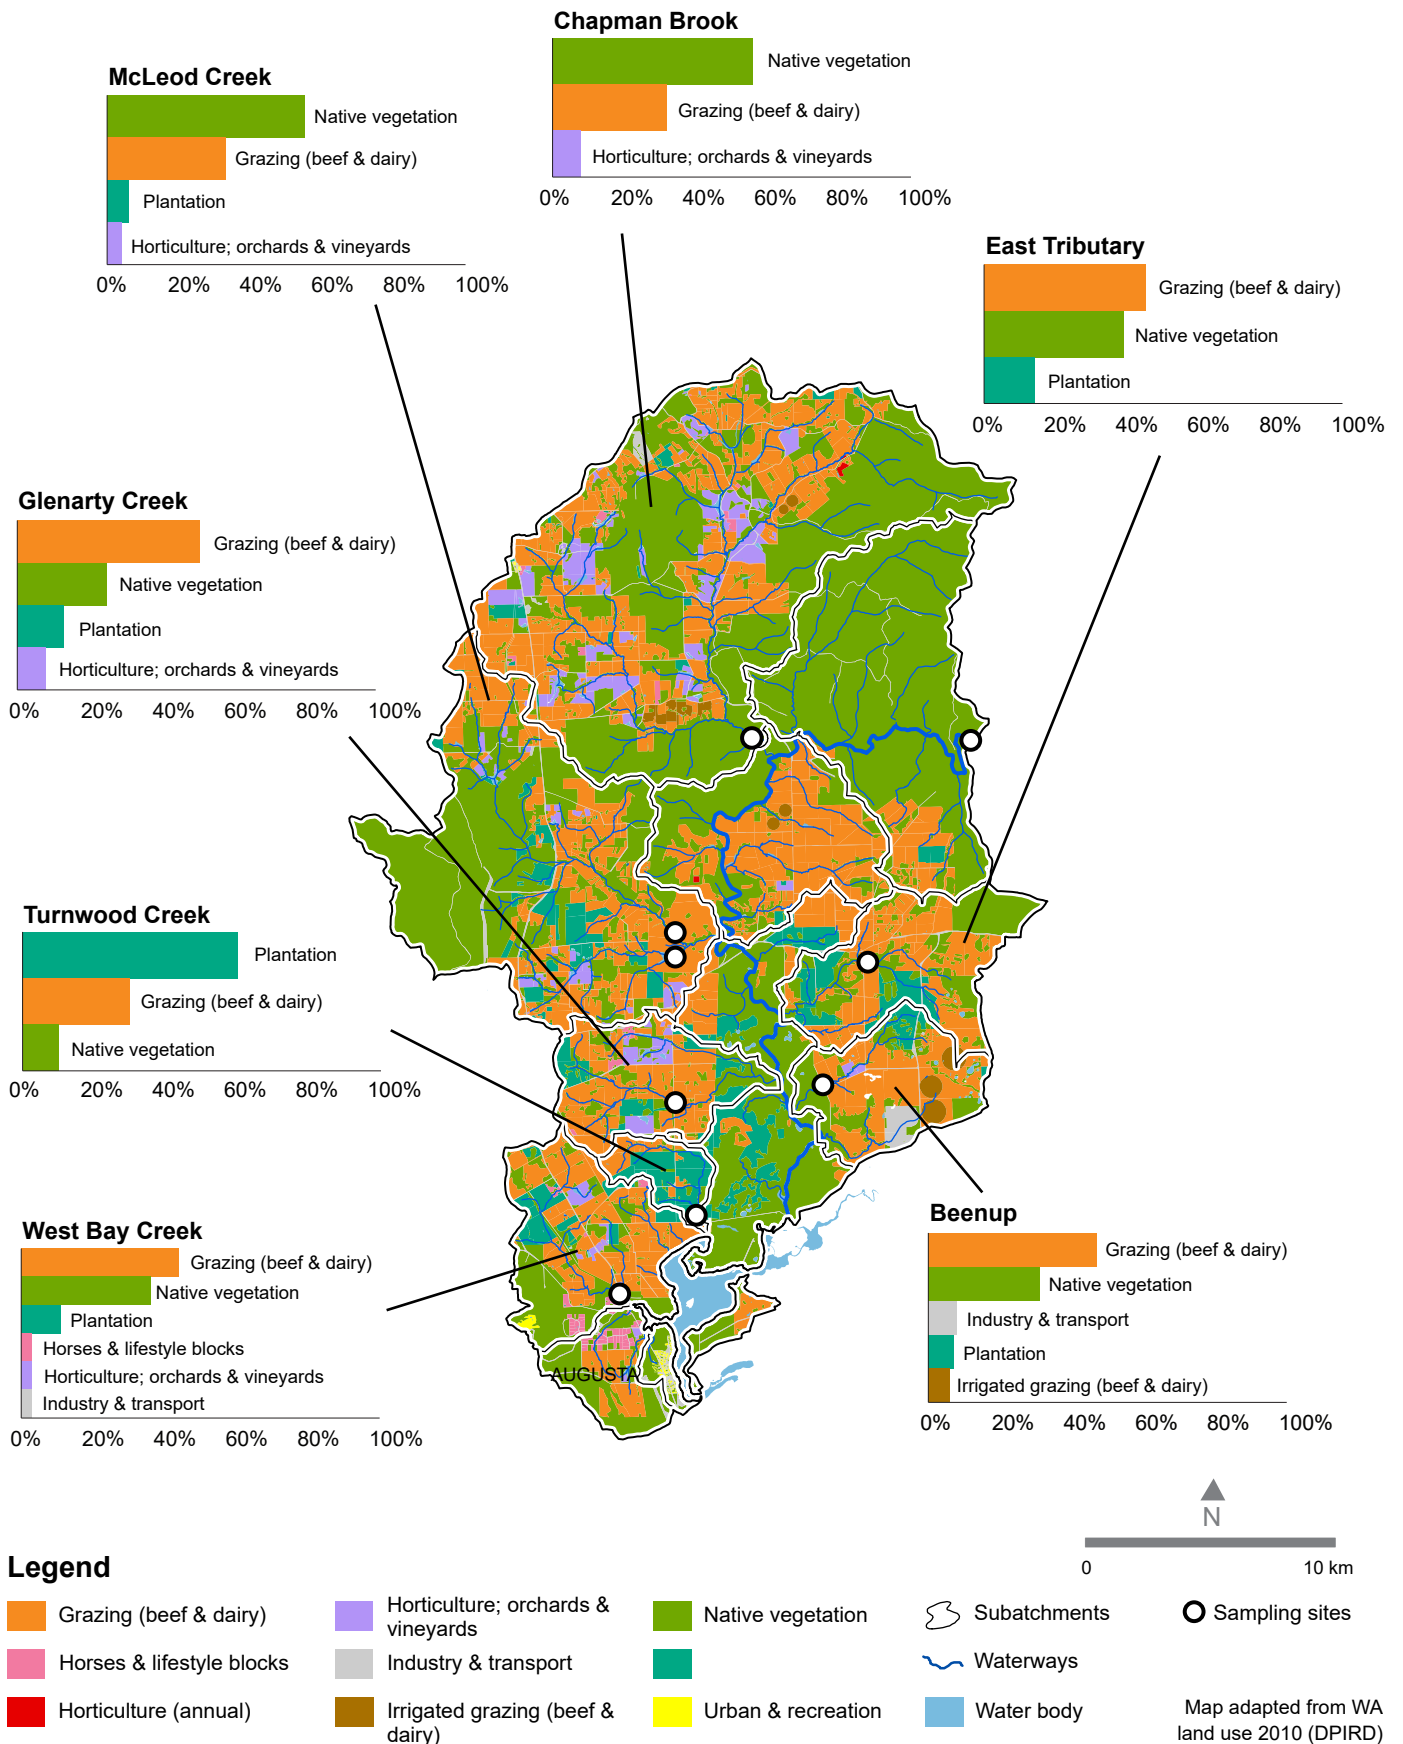 Chapman Brook
Native vegetation
Grazing (beef & dairy)
Horticulture; orchards & vineyards
0% 20% 40% 60% 80% 100%
McLeod Creek
Native vegetation
Grazing (beef & dairy)
Plantation
Horticulture; orchards & vineyards
0% 20% 40% 60% 80% 100%
East Tributary
Grazing (beef & dairy)
Native vegetation
Plantation
0% 20% 40% 60% 80% 100%
Glenarty Creek
Grazing (beef & dairy)
Native vegetation
Plantation
Horticulture; orchards & vineyards
0% 20% 40% 60% 80% 100%
Turnwood Creek
Plantation
Grazing (beef & dairy)
Native vegetation
0% 20% 40% 60% 80% 100%
West Bay Creek
Grazing (beef & dairy)
Native vegetation
Plantation
Horses & lifestyle blocks
Horticulture; orchards & vineyards
Industry & transport
0% 20% 40% 60% 80% 100%
Beenup
Grazing (beef & dairy)
Native vegetation
Industry & transport
Plantation
Irrigated grazing (beef & dairy)
0% 20% 40% 60% 80% 100%
AUGUSTA
N
0 10 km
Legend
Grazing (beef & dairy)
Horses & lifestyle blocks
Horticulture (annual)
Horticulture; orchards &
vineyards
Industry & transport
Irrigated grazing (beef &
dairy)
Native vegetation
Urban & recreation
Subatchments
Waterways
Water body
Sampling sites
Map adapted from WA
land use 2010 (DPIRD)